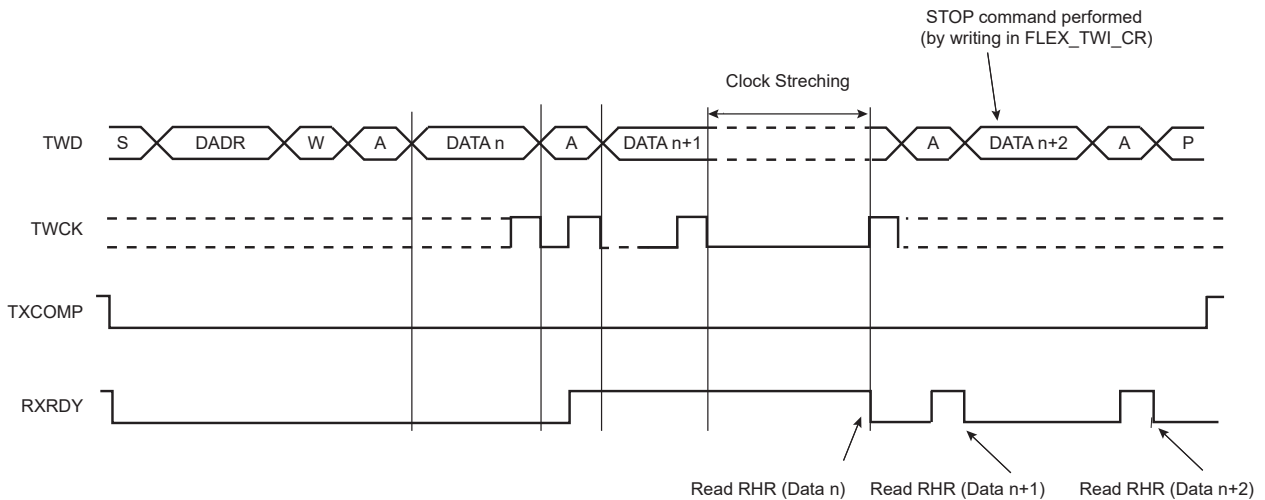 STOP command performed
(by writing in FLEX_TWI_CR)
Clock Streching
TWD S DADR W A DATA n A DATA n+1 A DATA n+2 A P
TWCK
TXCOMP
RXRDY
Read RHR (Data n) Read RHR (Data n+1) Read RHR (Data n+2)